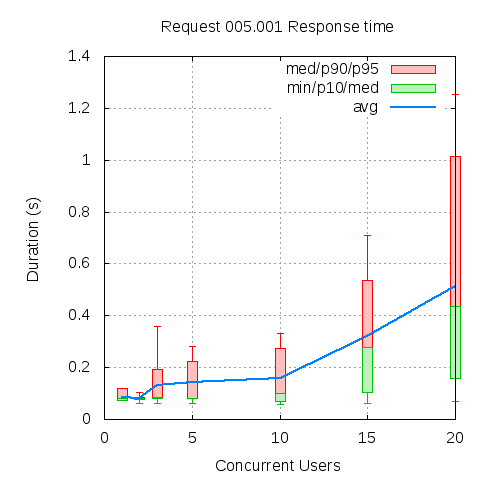 Request 005.001 Response time
1.4
med/p90/p95
min/p10/med
avg
1.2
1
0.8
0.6
0.4
0.2
0
Duration (s)
0 5 10 15 20
Concurrent Users